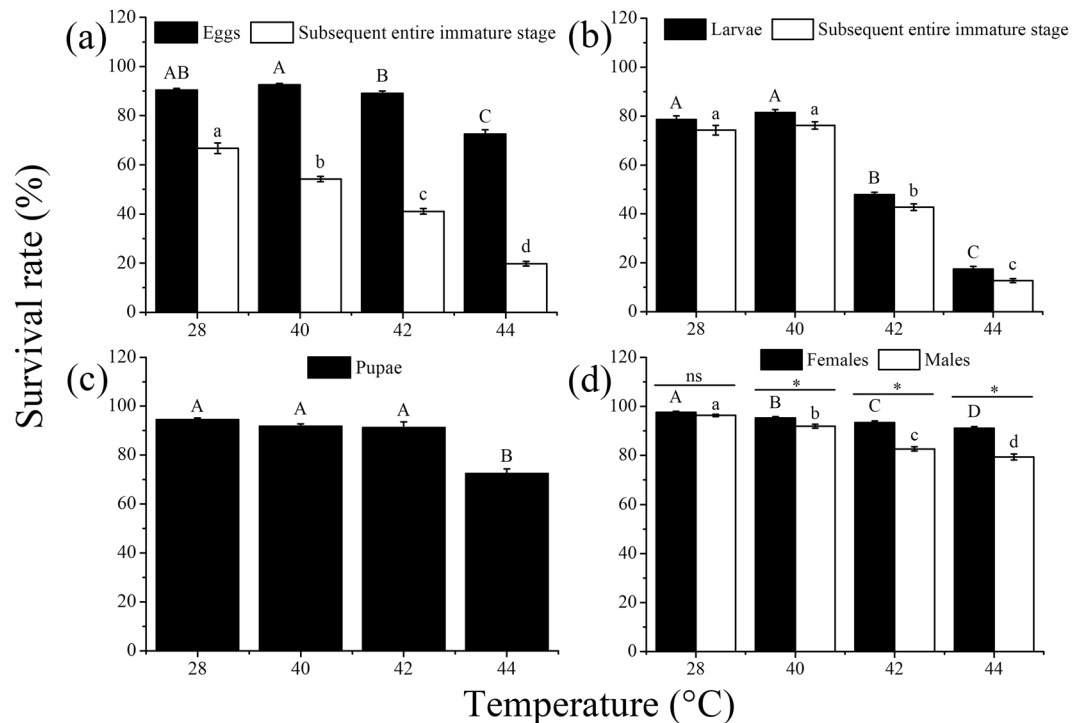 Survival rate (%)
(a)
Eggs Subsequent entire immature stage
120
100
80
60
40
20
0
AB A B C
a b c d
28 40 42 44
(b)
Larvae Subsequent entire immature stage
120
100
80
60
40
20
0
A a A a B b C c
28 40 42 44
(c)
Pupae
120
100
80
60
40
20
0
A A A B
28 40 42 44
(d)
Females Males
120
100
80
60
40
20
0
ns * * *
A a B b C c D d
28 40 42 44
Temperature (°C)